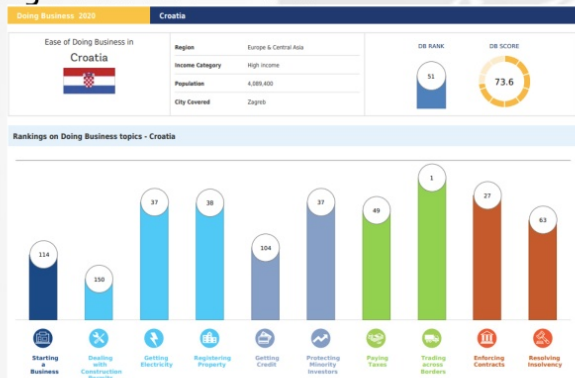 Doing Business 2020
Croatia
Ease of Doing Business in
Croatia
Region
Europe & Central Asia
Income Category
High income
Population
4,089,400
City Covered
Zagreb
DB RANK
DB SCORE
51
73.6
Rankings on Doing Business topics - Croatia
114
150
37
38
104
37
49
1
27
63
Starting
a
Business
Dealing
with
Construction
Permits
Getting
Electricity
Registering
Property
Getting
Credit
Protecting
Minority
Investors
Paying
Taxes
Trading
across
Borders
Enforcing
Contracts
Resolving
Insolvency